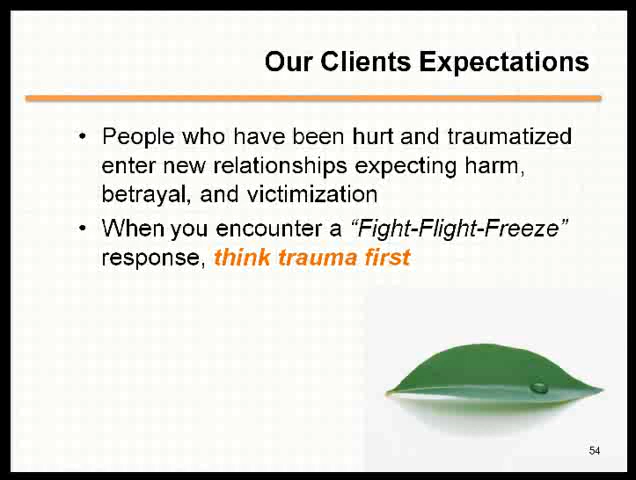 Our Clients Expectations
• People who have been hurt and traumatized
enter new relationships expecting harm,
betrayal, and victimization
• When you encounter a “Fight-Flight-Freeze”
response, think trauma first
54